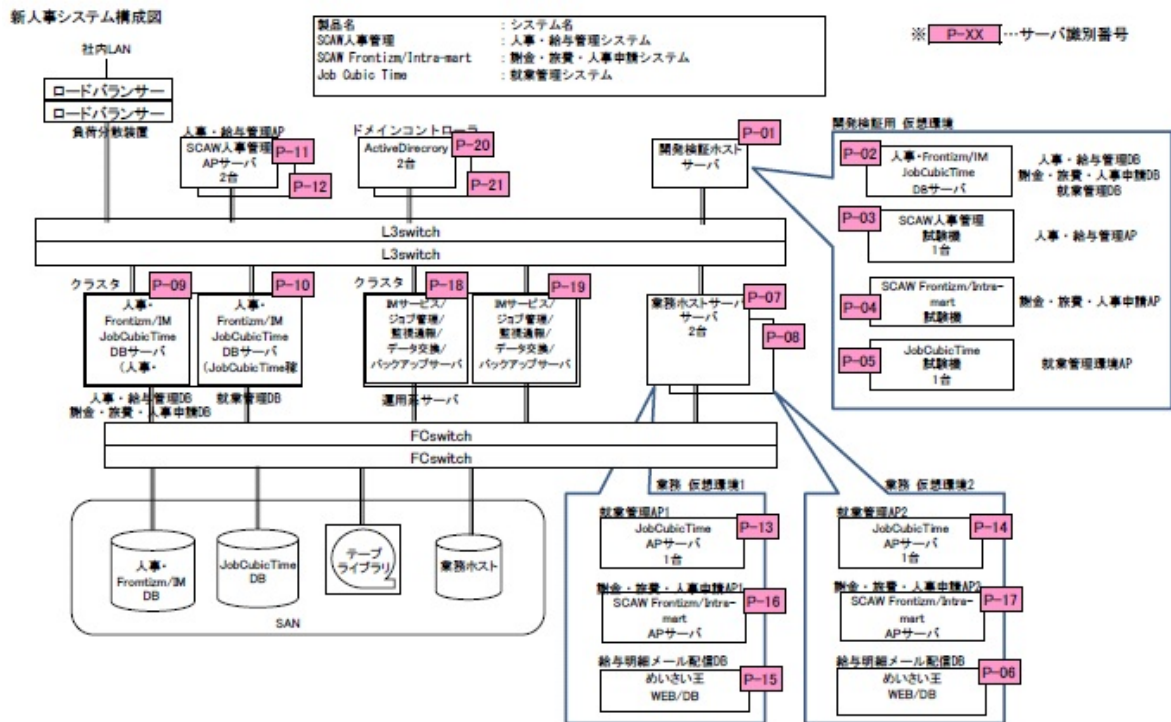 新人事システム構成図
製品名　：システム名
SCAW人事管理　：人事・給与管理システム
SCAW Frontizm/Intra-mart　：謝金・旅費・人事申請システム
Job Cubic Time　：就業管理システム
※ P-XX …サーバ識別番号
社内LAN
ロードバランサー
ロードバランサー
負荷分散装置
人事・給与管理AP
SCAW人事管理
APサーバ
2台
P-11
P-12
ドメインコントローラ
ActiveDirecrory
2台
P-20
P-21
開発検証ホスト
サーバ
P-01
開発検証用 仮想環境
P-02
人事・Frontizm/IM
JobCubicTime
DBサーバ
人事・給与管理DB
謝金・旅費・人事申請DB
就業管理DB
P-03
SCAW人事管理
試験機
1台
人事・給与管理AP
P-04
SCAW Frontizm/Intra-
mart
試験機
謝金・旅費・人事申請AP
P-05
JobCubicTime
試験機
1台
就業管理環境AP
L3switch
L3switch
クラスタ
P-09
人事・
Frontizm/IM
JobCubicTime
DBサーバ
(人事・
P-10
人事・
Frontizm/IM
JobCubicTime
DBサーバ
(JobCubicTime稼
人事・給与管理DB
謝金・旅費・人事申請DB
就業管理DB
クラスタ
P-18
IMサービス/
ジョブ管理/
監視通報/
データ交換/
バックアップサーバ
P-19
IMサービス/
ジョブ管理/
監視通報/
データ交換/
バックアップサーバ
運用系サーバ
P-07
業務ホストサーバ
サーバ
2台
P-08
FCswitch
FCswitch
人事・
Fromtizm/IM
DB
JobCubicTime
DB
テープ
ライブラリ
業務ホスト
SAN
業務 仮想環境1
就業管理AP1
P-13
JobCubicTime
APサーバ
1台
謝金・旅費・人事申請AP1
P-16
SCAW Frontizm/Intra-
mart
APサーバ
給与明細メール配信DB
P-15
めいさい王
WEB/DB
業務 仮想環境2
就業管理AP2
P-14
JobCubicTime
APサーバ
1台
謝金・旅費・人事申請AP2
P-17
SCAW Frontizm/Intra-
mart
APサーバ
給与明細メール配信DB
P-06
めいさい王
WEB/DB